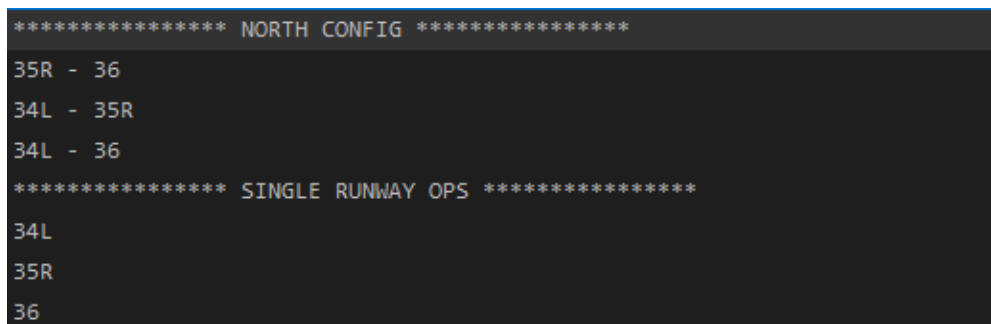 **************** NORTH CONFIG ****************
35R - 36
34L - 35R
34L - 36
**************** SINGLE RUNWAY OPS ****************
34L
35R
36